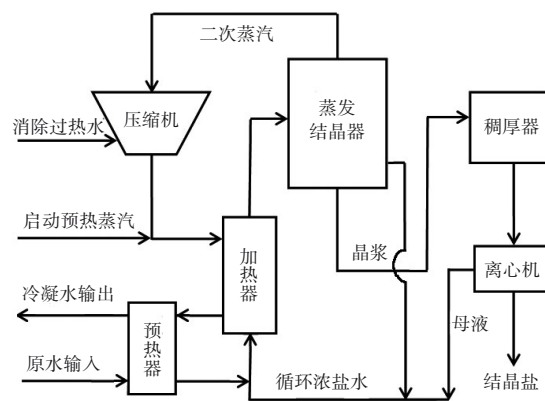 二次蒸汽
压缩机
蒸发
结晶器
稠厚器
消除过热水
启动预热蒸汽
加热器
晶浆
离心机
冷凝水输出
预热器
母液
原水输入
循环浓盐水
结晶盐